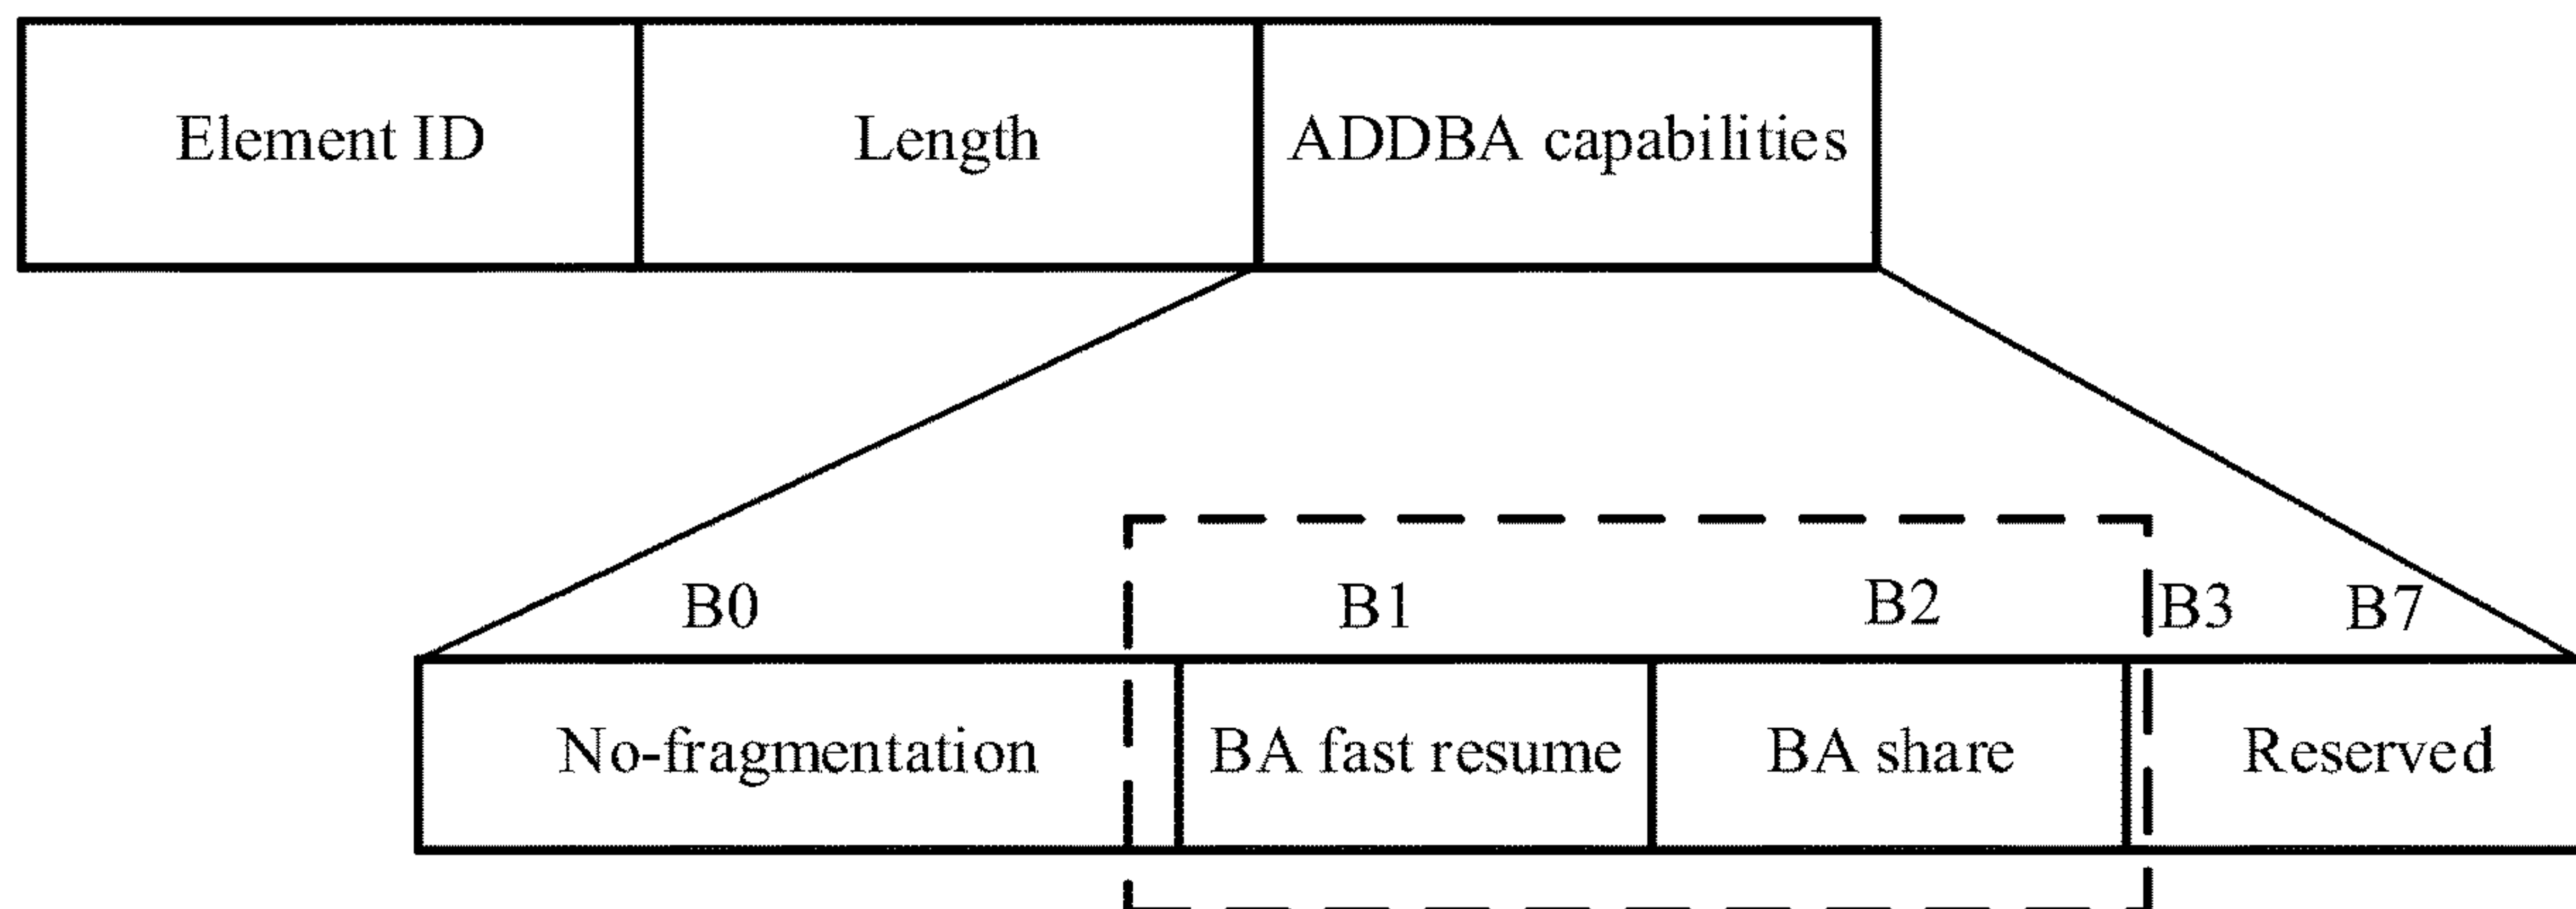 Element ID Length ADDBA capabilities
B0 B1 B2 B3 B7
No-fragmentation BA fast resume BA share Reserved